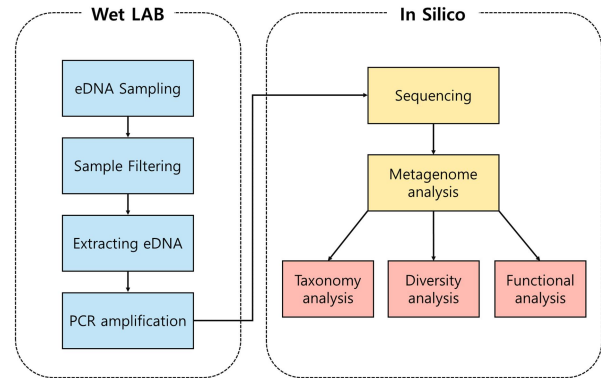 Wet LAB
eDNA Sampling
Sample Filtering
Extracting eDNA
PCR amplification
In Silico
Sequencing
Metagenome
analysis
Taxonomy
analysis
Diversity
analysis
Functional
analysis